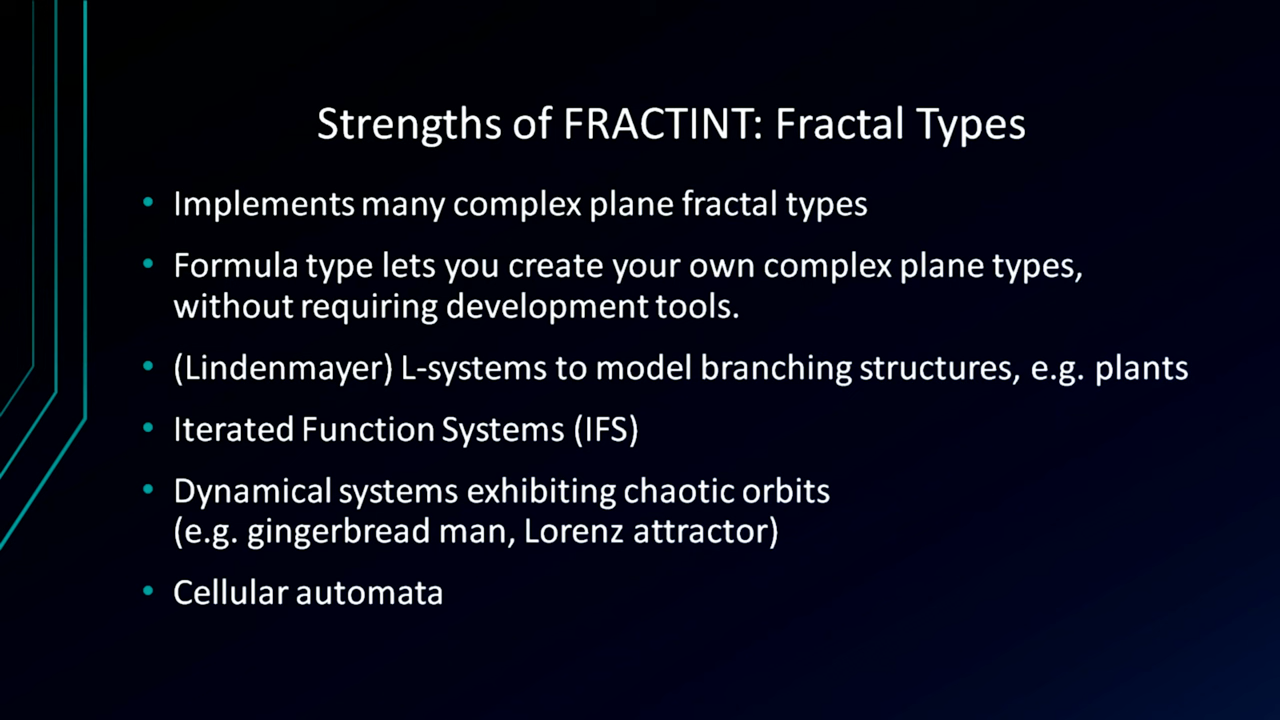 Strengths of FRACTINT: Fractal Types
• Implements many complex plane fractal types
• Formula type lets you create your own complex plane types,
without requiring development tools.
• (Lindenmayer) L-systems to model branching structures, e.g. plants
• Iterated Function Systems (IFS)
• Dynamical systems exhibiting chaotic orbits
(e.g. gingerbread man, Lorenz attractor)
• Cellular automata